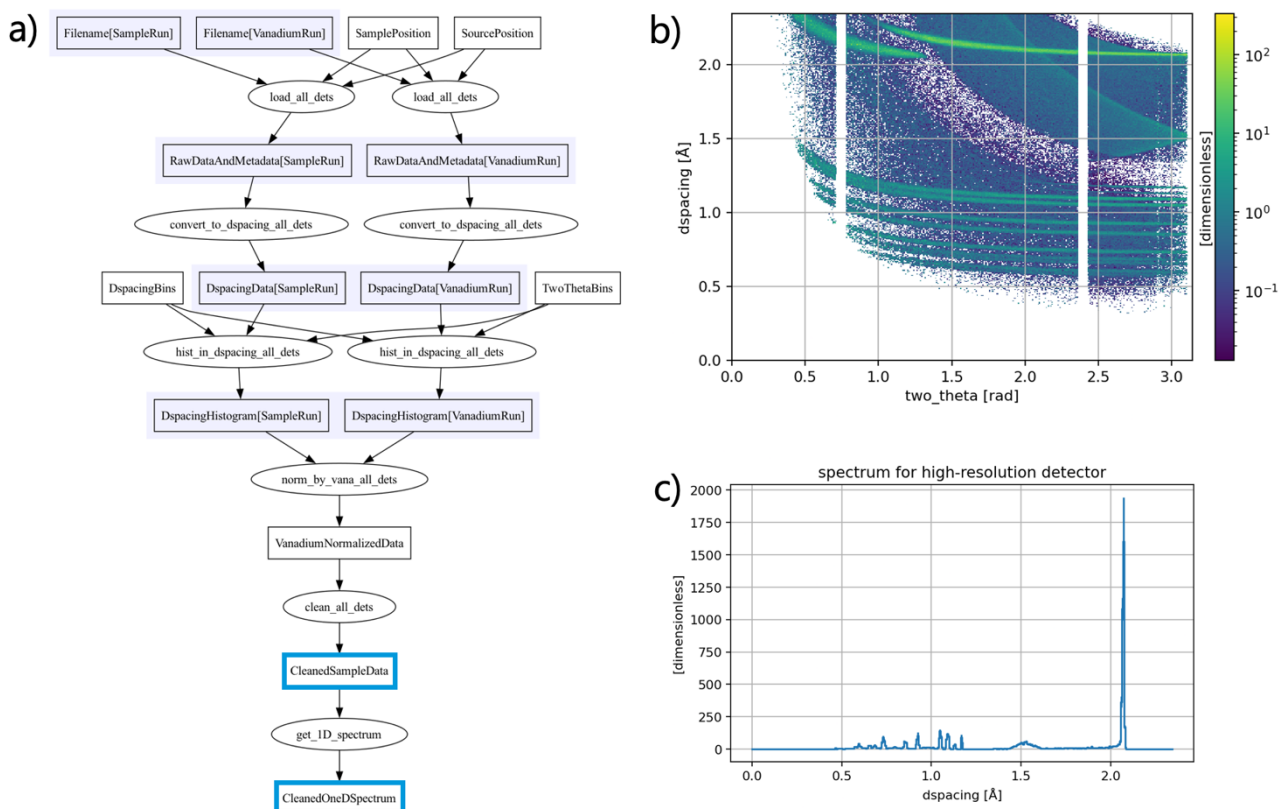 a)
Filename[SampleRun] Filename[VanadiumRun] SamplePosition SourcePosition
load_all_dets load_all_dets
RawDataAndMetadata[SampleRun] RawDataAndMetadata[VanadiumRun]
convert_to_dspacing_all_dets convert_to_dspacing_all_dets
DspacingBins DspacingData[SampleRun] DspacingData[VanadiumRun] TwoThetaBins
hist_in_dspacing_all_dets hist_in_dspacing_all_dets
DspacingHistogram[SampleRun] DspacingHistogram[VanadiumRun]
norm_by_vana_all_dets
VanadiumNormalizedData
clean_all_dets
CleanedSampleData
get_1D_spectrum
CleanedOneDSpectrum
b)
dspacing [Å]
2.0
1.5
1.0
0.5
0.0
0.0 0.5 1.0 1.5 2.0 2.5 3.0
two_theta [rad]
[dimensionless]
10²
10¹
10⁰
10⁻¹
c)
spectrum for high-resolution detector
[dimensionless]
2000
1750
1500
1250
1000
750
500
250
0
0.0 0.5 1.0 1.5 2.0
dspacing [Å]